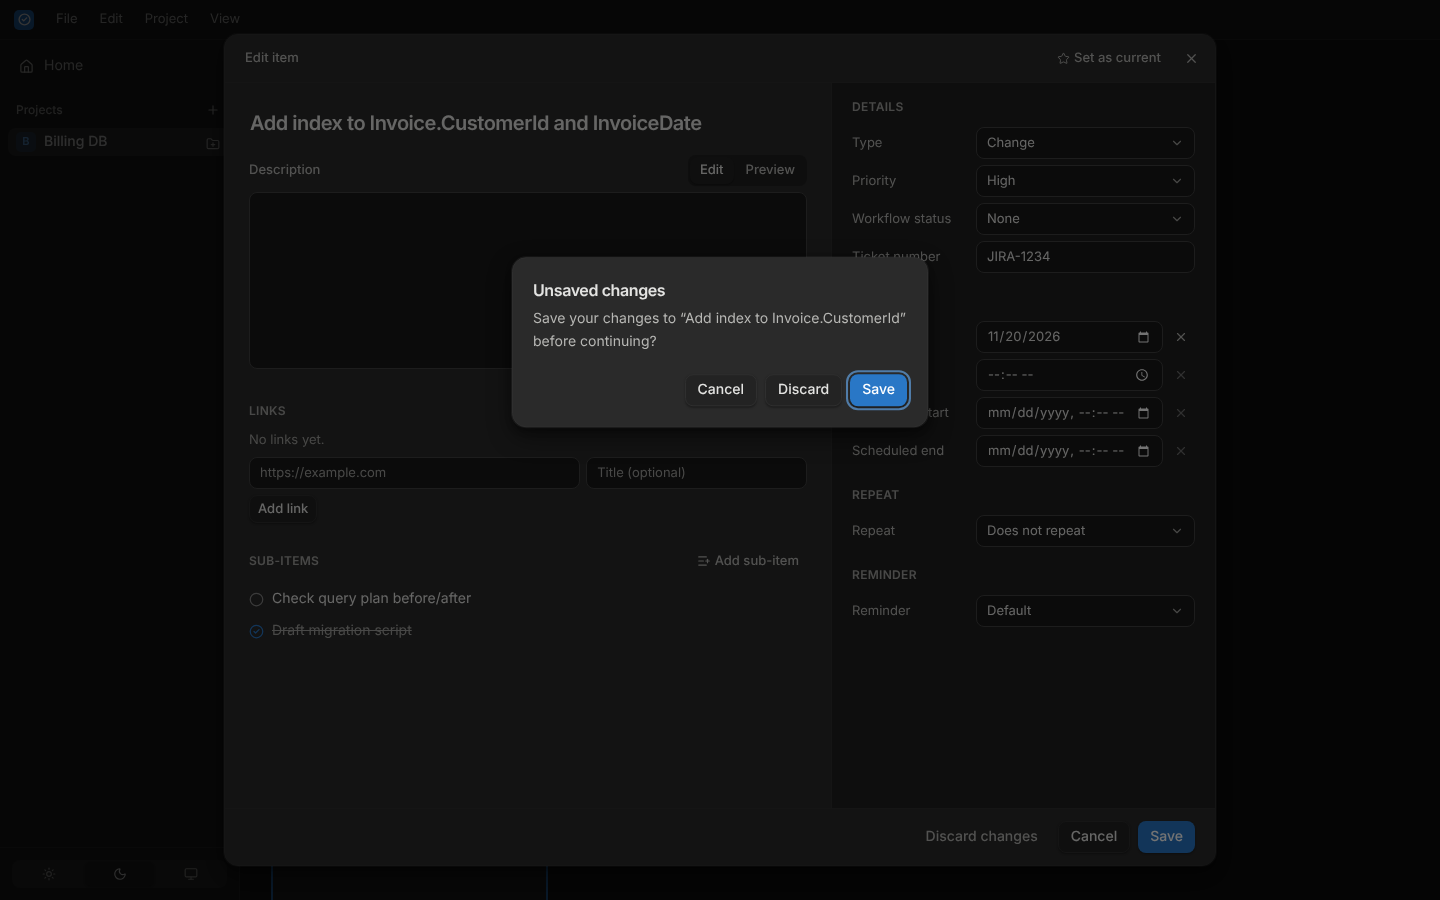 File Edit Project View
Home
Projects
B Billing DB
Edit item
Set as current
Add index to Invoice.CustomerId and InvoiceDate
Description
Edit Preview
LINKS
No links yet.
https://example.com
Title (optional)
Add link
SUB-ITEMS
Add sub-item
Check query plan before/after
Draft migration script
DETAILS
Type Change
Priority High
Workflow status None
Ticket number JIRA-1234
11/20/2026
--:-- --
tart mm/dd/yyyy, --:-- --
Scheduled end mm/dd/yyyy, --:-- --
REPEAT
Repeat Does not repeat
REMINDER
Reminder Default
Unsaved changes
Save your changes to “Add index to Invoice.CustomerId”
before continuing?
Cancel Discard Save
Discard changes Cancel Save